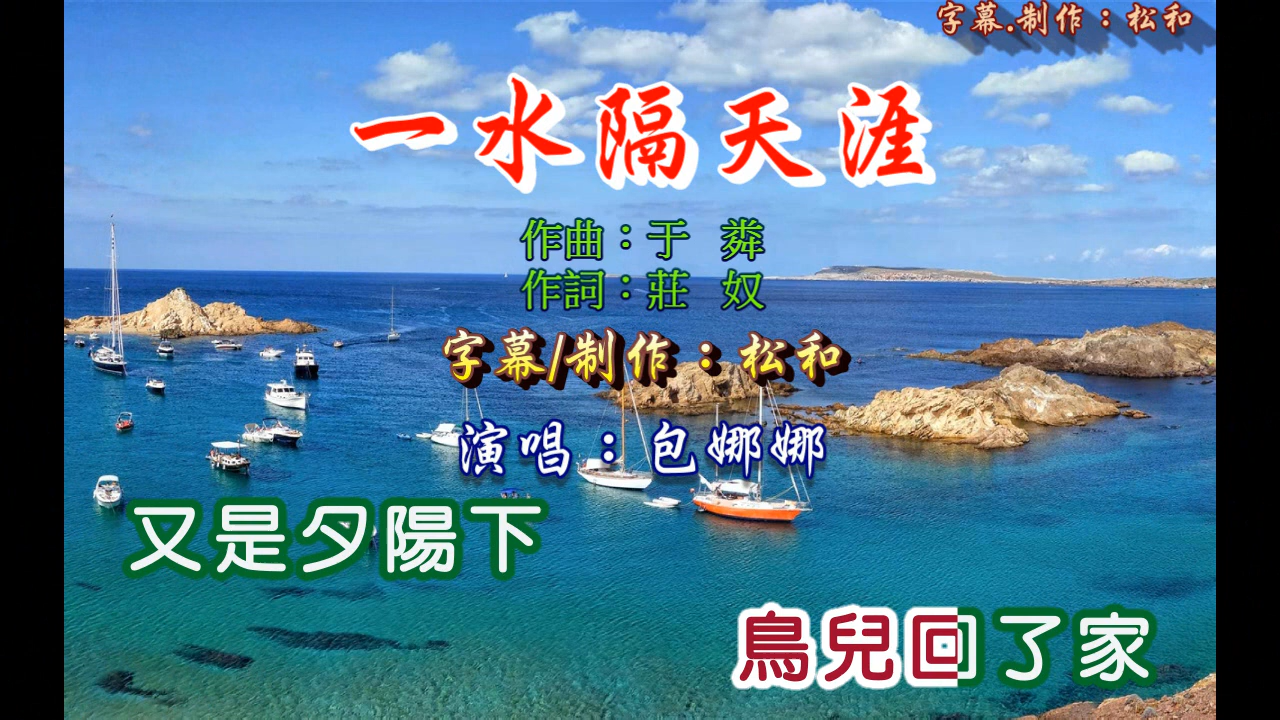 字幕.制作：松和
一水隔天涯
作曲：于 粦
作詞：莊 奴
字幕/制作：松和
演唱：包娜娜
又是夕陽下
鳥兒回了家